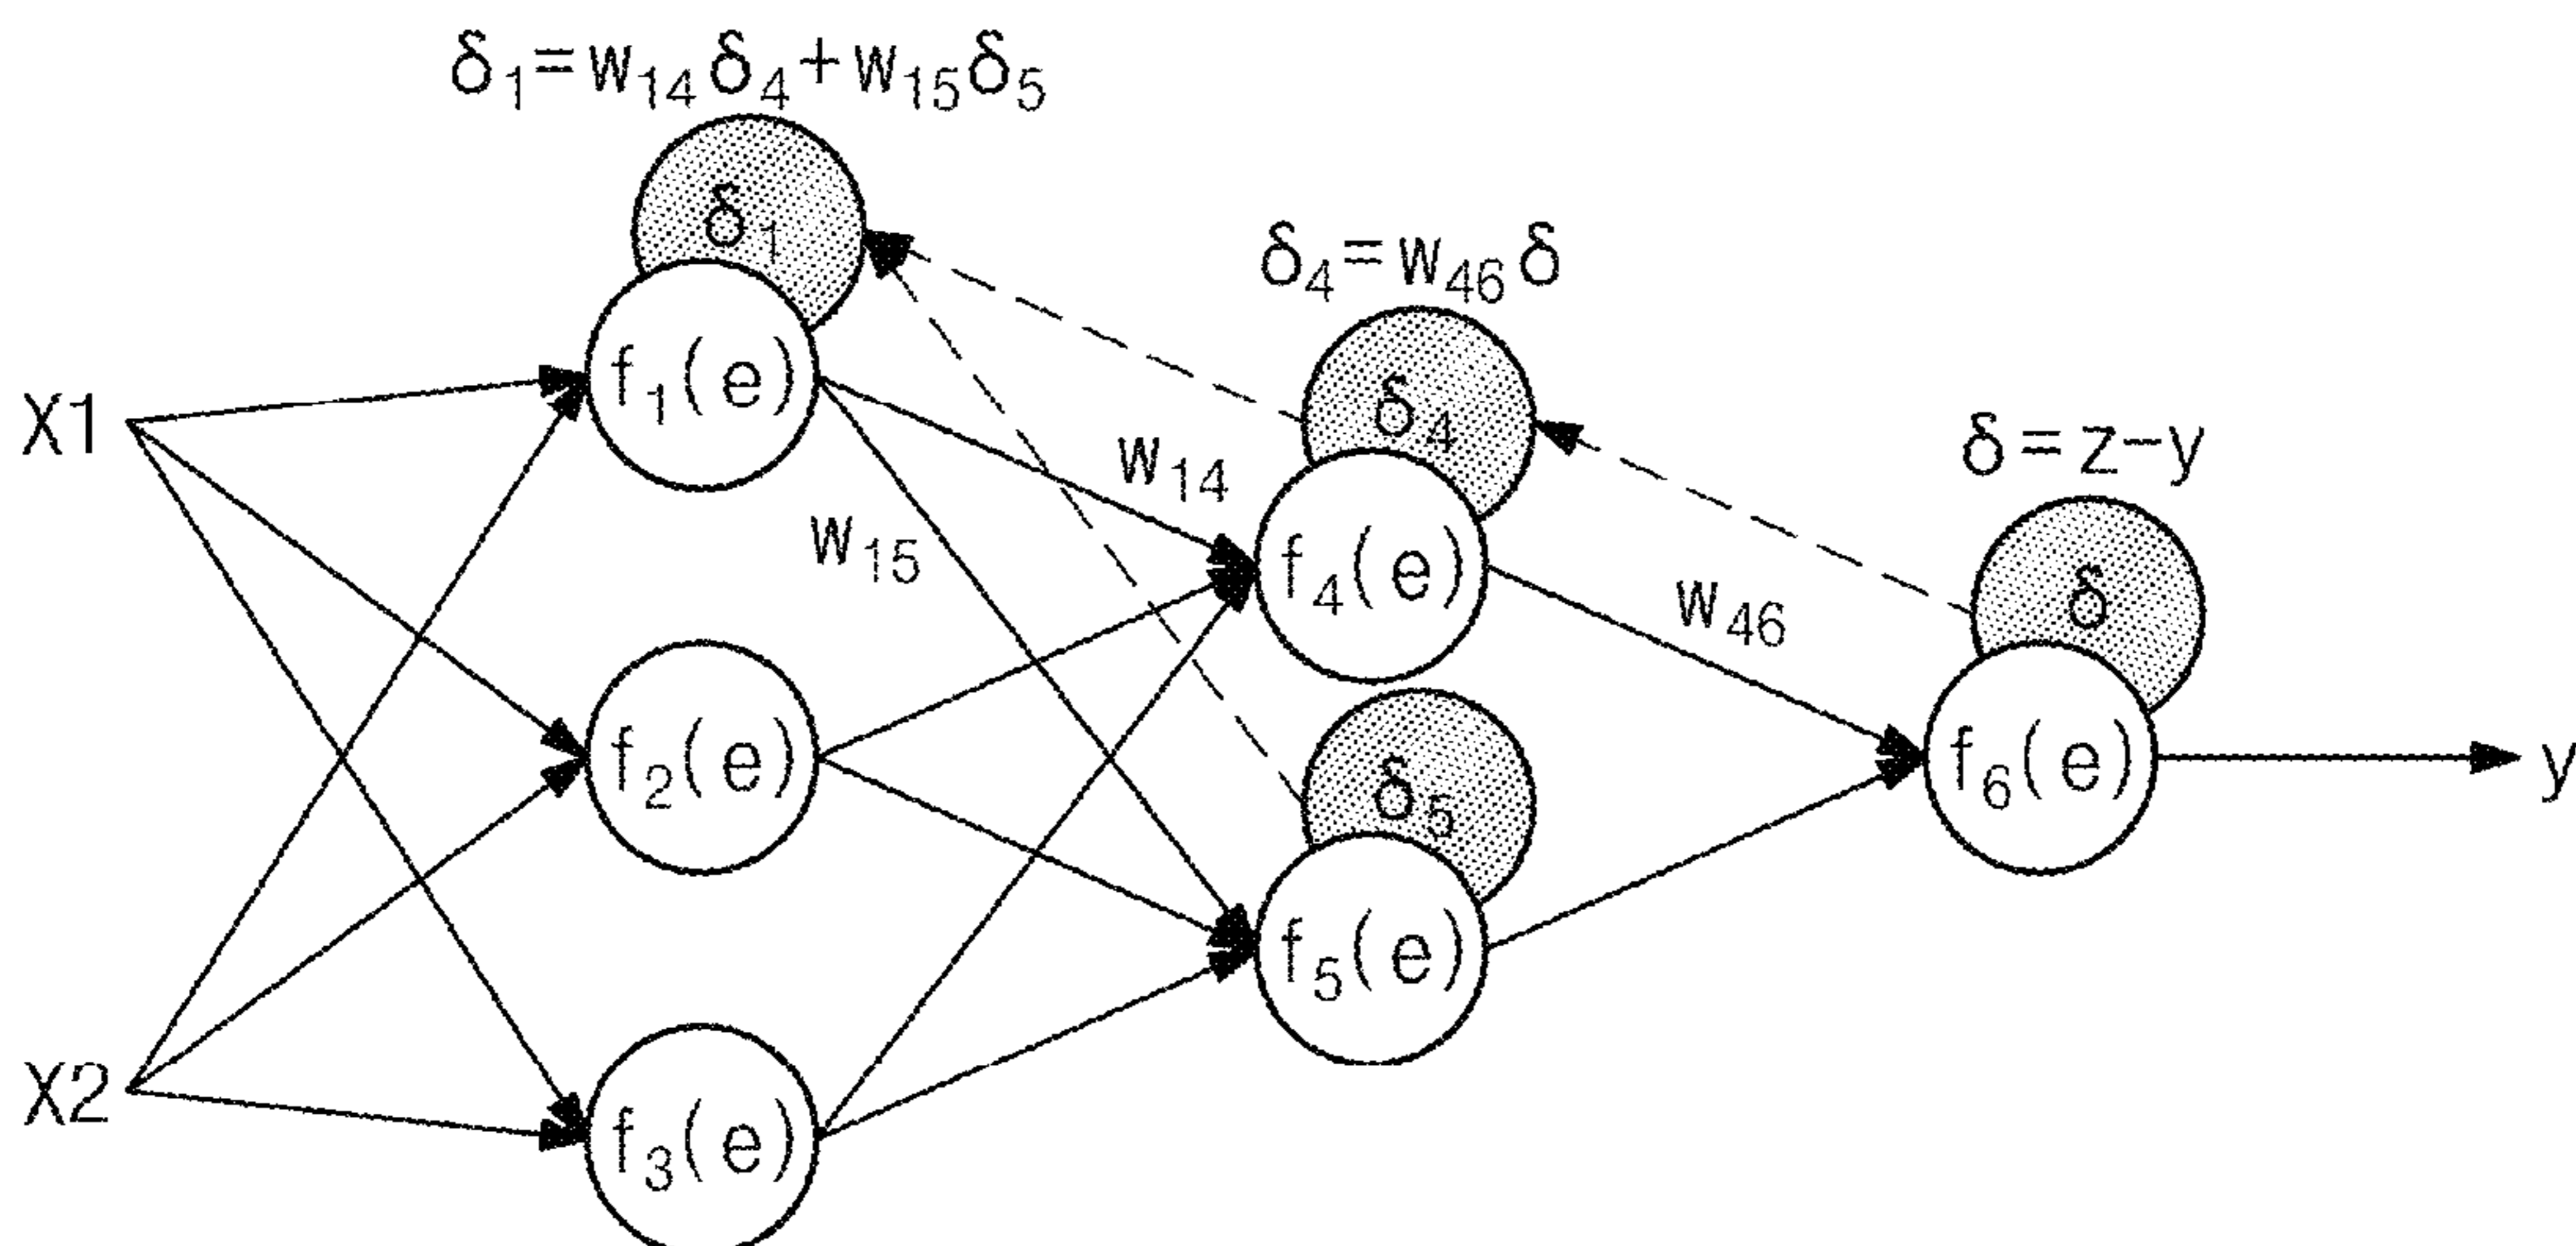 δ₁=w₁₄δ₄+w₁₅δ₅
δ₁
δ₄=w₄₆δ
f₁(e)
X1
δ₄
δ=z-y
w₁₄
w₁₅
f₄(e)
w₄₆
δ
f₂(e)
δ₅
f₆(e)
y
f₅(e)
X2
f₃(e)